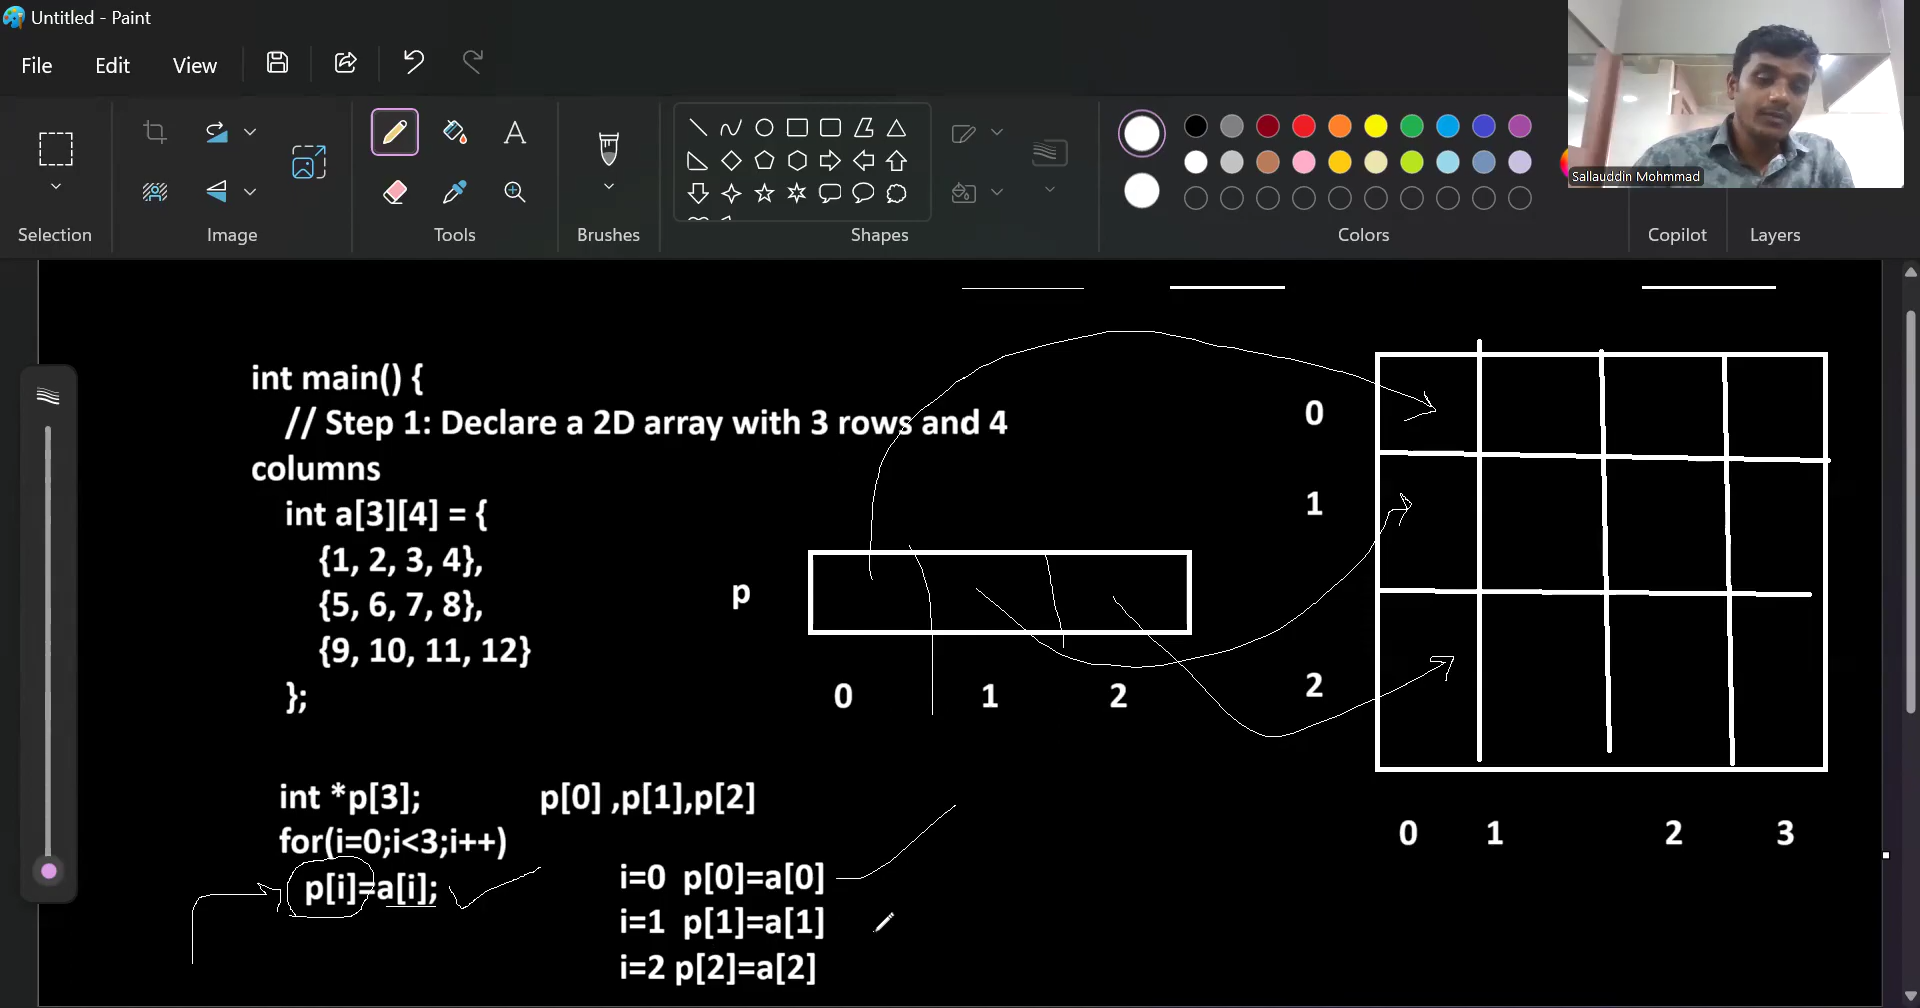 Untitled - Paint
File Edit View
Selection Image Tools Brushes Shapes Colors Copilot Layers
Sallauddin Mohmmad
int main() {
// Step 1: Declare a 2D array with 3 rows and 4
columns
int a[3][4] = {
{1, 2, 3, 4},
{5, 6, 7, 8},
{9, 10, 11, 12}
};
p
0 1 2
0
1
2
0 1 2 3
int *p[3]; p[0] ,p[1],p[2]
for(i=0;i<3;i++)
p[i]=a[i];
i=0 p[0]=a[0]
i=1 p[1]=a[1]
i=2 p[2]=a[2]